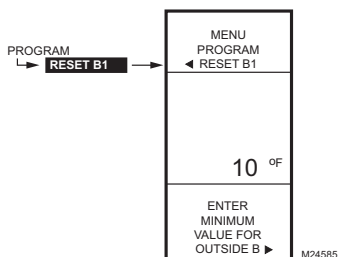 PROGRAM
RESET B1
MENU
PROGRAM
◄ RESET B1
10 °F
ENTER
MINIMUM
VALUE FOR
OUTSIDE B ►
M24585